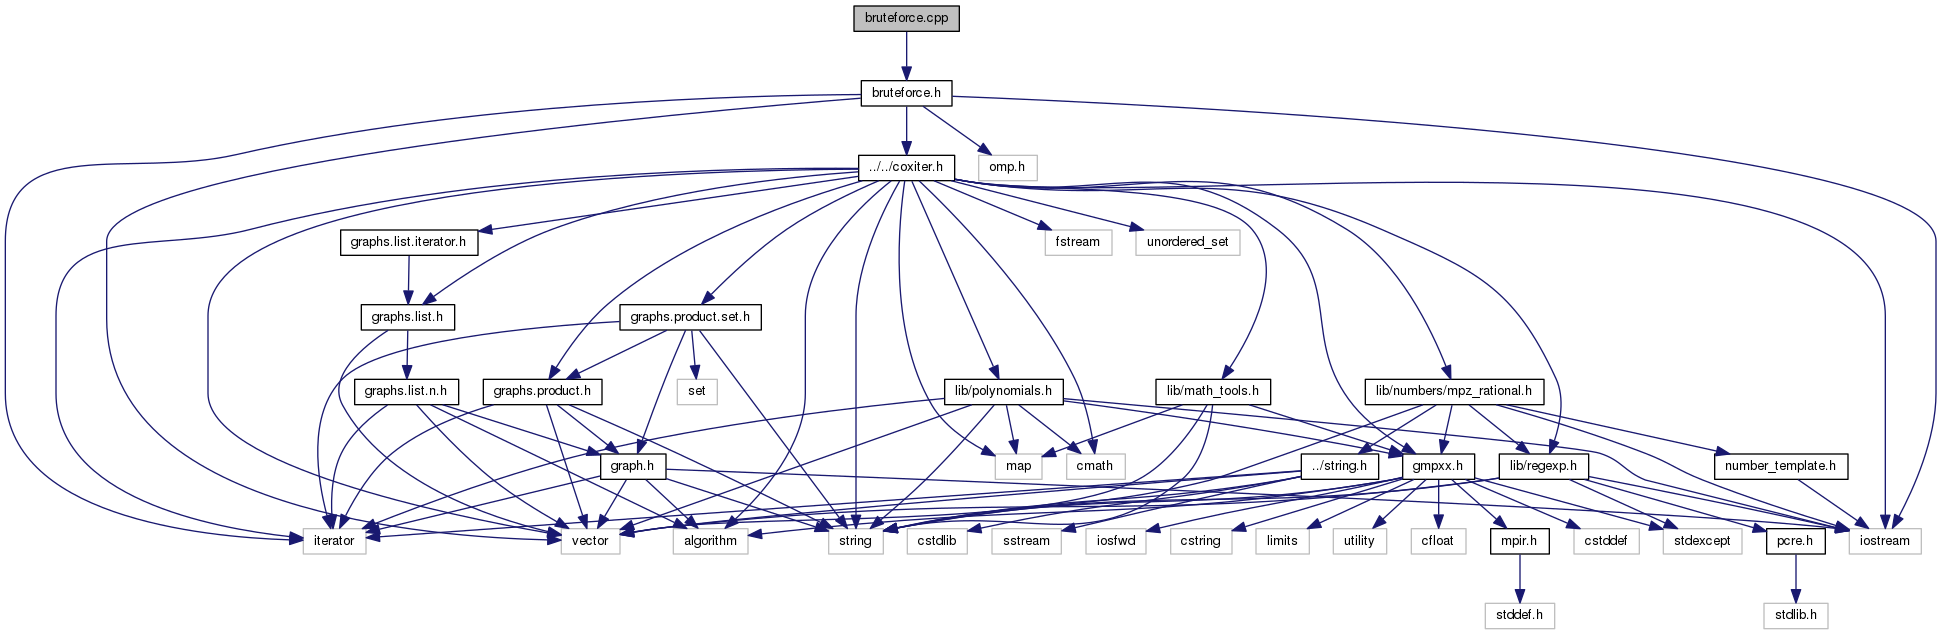 bruteforce.cpp
bruteforce.h
../../coxiter.h
omp.h
graphs.list.iterator.h
fstream
unordered_set
graphs.list.h
graphs.product.set.h
graphs.list.n.h
graphs.product.h
set
lib/polynomials.h
lib/math_tools.h
lib/numbers/mpz_rational.h
graph.h
map
cmath
../string.h
gmpxx.h
lib/regexp.h
number_template.h
iterator
vector
algorithm
string
cstdlib
sstream
iosfwd
cstring
limits
utility
cfloat
mpir.h
cstddef
stdexcept
pcre.h
iostream
stddef.h
stdlib.h